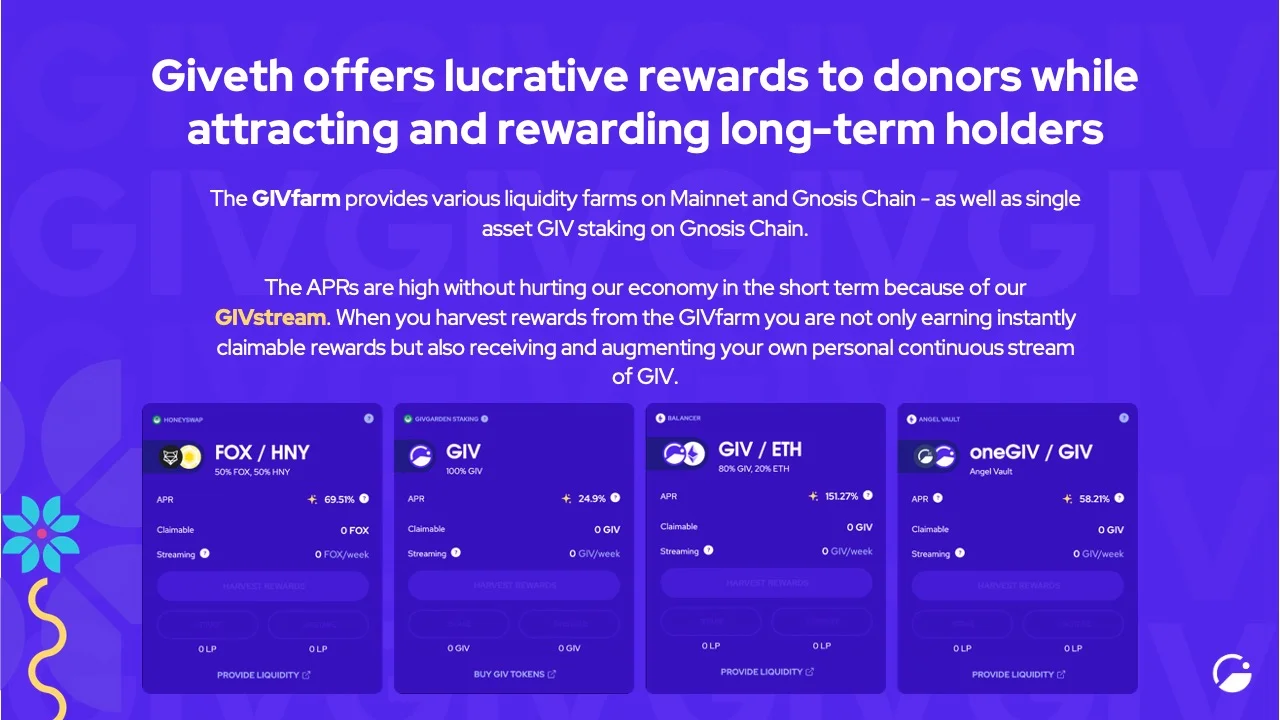 Giveth offers lucrative rewards to donors while
attracting and rewarding long-term holders
The GIVfarm provides various liquidity farms on Mainnet and Gnosis Chain - as well as single
asset GIV staking on Gnosis Chain.
The APRs are high without hurting our economy in the short term because of our
GIVstream. When you harvest rewards from the GIVfarm you are not only earning instantly
claimable rewards but also receiving and augmenting your own personal continuous stream
of GIV.
HONEYSWAP
FOX / HNY
50% FOX, 50% HNY
APR 69.51%
Claimable 0 FOX
Streaming 0 FOX/week
HARVEST REWARDS
0 LP 0 LP
PROVIDE LIQUIDITY
GIVGARDEN STAKING
GIV
100% GIV
APR 24.9%
Claimable 0 GIV
Streaming 0 GIV/week
HARVEST REWARDS
0 GIV 0 GIV
BUY GIV TOKENS
BALANCER
GIV / ETH
80% GIV, 20% ETH
APR 151.27%
Claimable 0 GIV
Streaming 0 GIV/week
HARVEST REWARDS
0 LP 0 LP
PROVIDE LIQUIDITY
ANGEL VAULT
oneGIV / GIV
Angel Vault
APR 58.21%
Claimable 0 GIV
Streaming 0 GIV/week
HARVEST REWARDS
0 LP 0 LP
PROVIDE LIQUIDITY